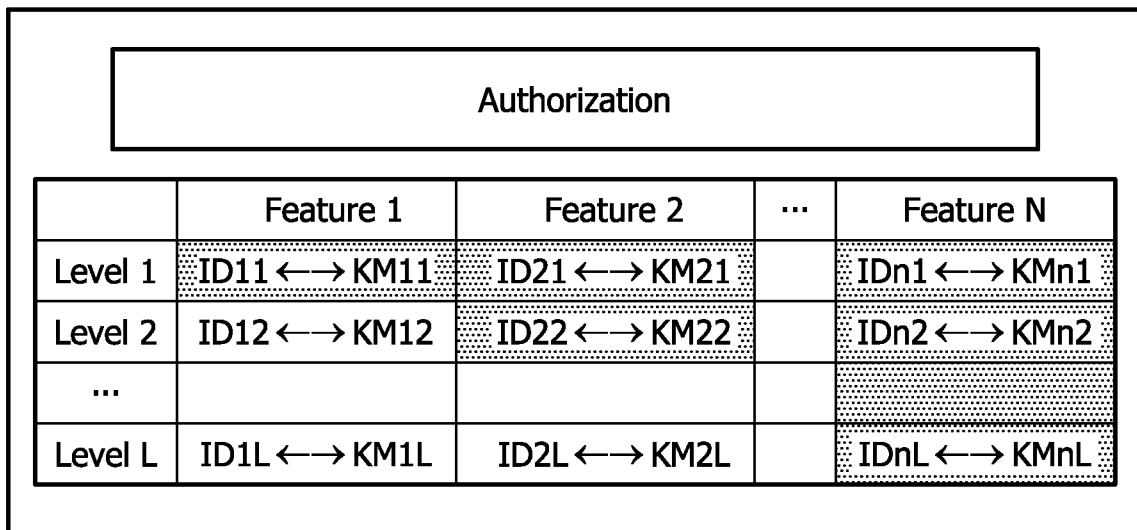 Authorization
Feature 1 Feature 2 ... Feature N
Level 1 ID11 ←→ KM11 ID21 ←→ KM21 IDn1 ←→ KMn1
Level 2 ID12 ←→ KM12 ID22 ←→ KM22 IDn2 ←→ KMn2
...
Level L ID1L ←→ KM1L ID2L ←→ KM2L IDnL ←→ KMnL